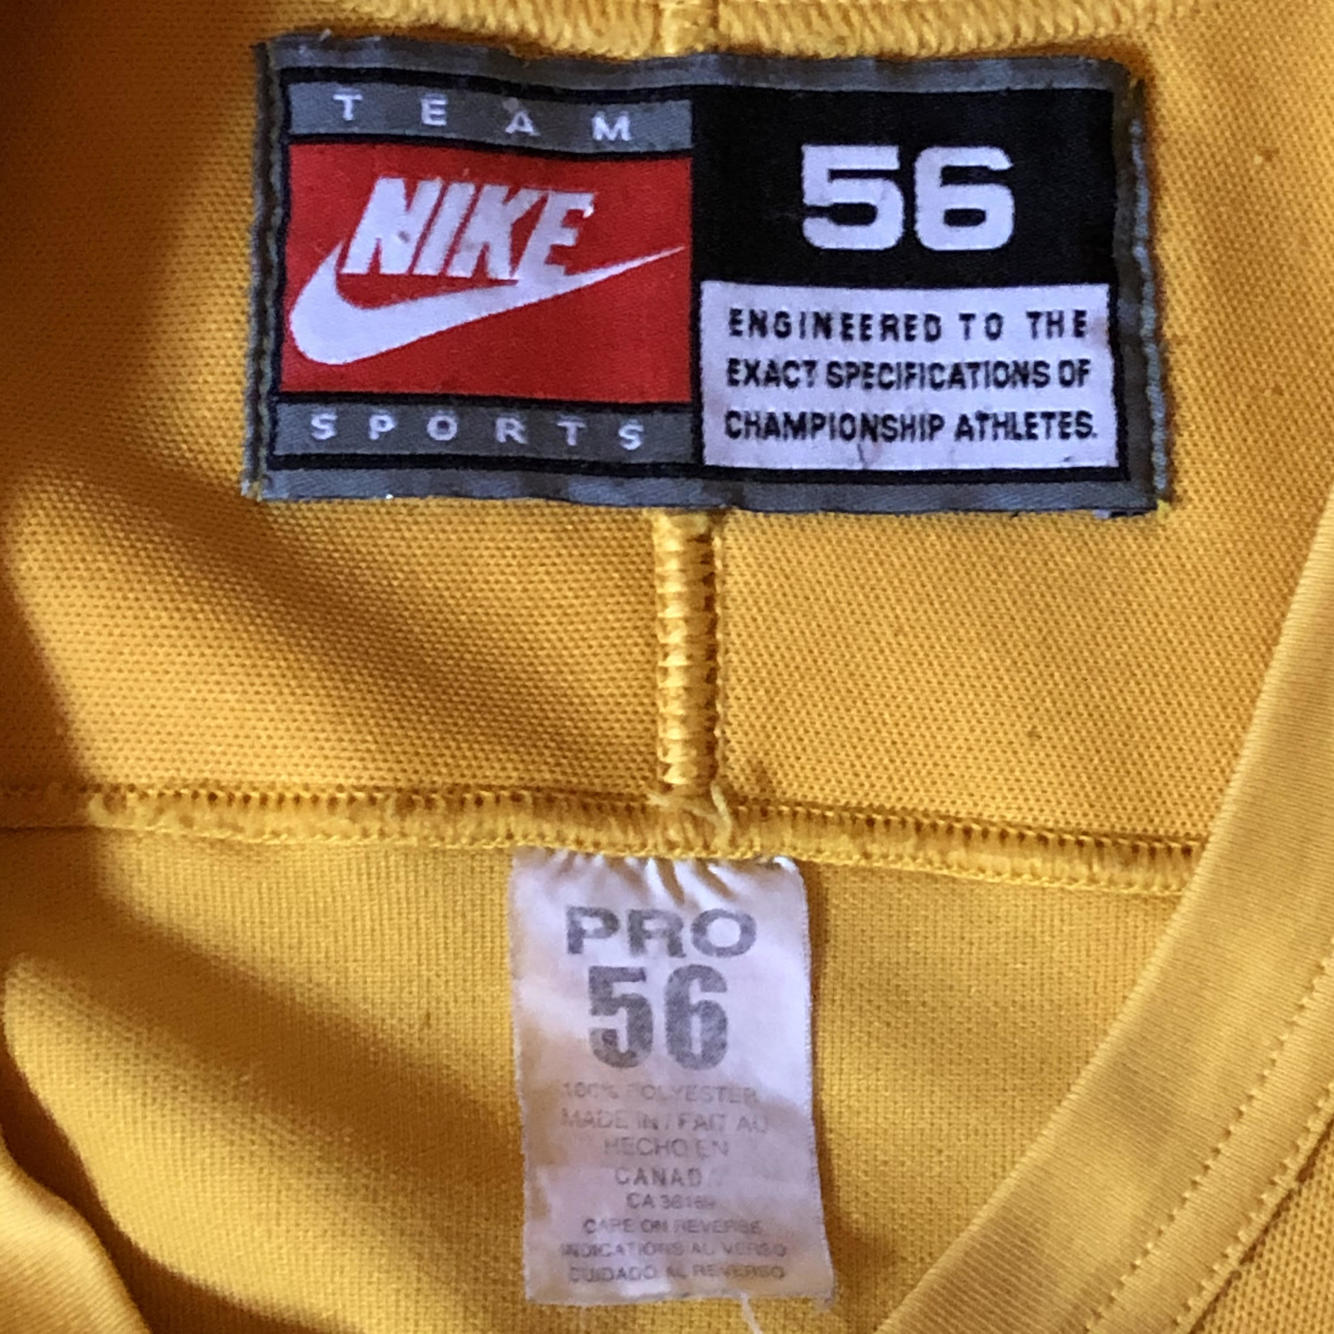 TEAM
NIKE
SPORTS
56
ENGINEERED TO THE
EXACT SPECIFICATIONS OF
CHAMPIONSHIP ATHLETES.
PRO
56
100% POLYESTER
MADE IN / FAIT AU
HECHO EN
CANADA
CA
CARE ON REVERSE
INDICATIONS AU VERSO
CUIDADO AL REVERSO